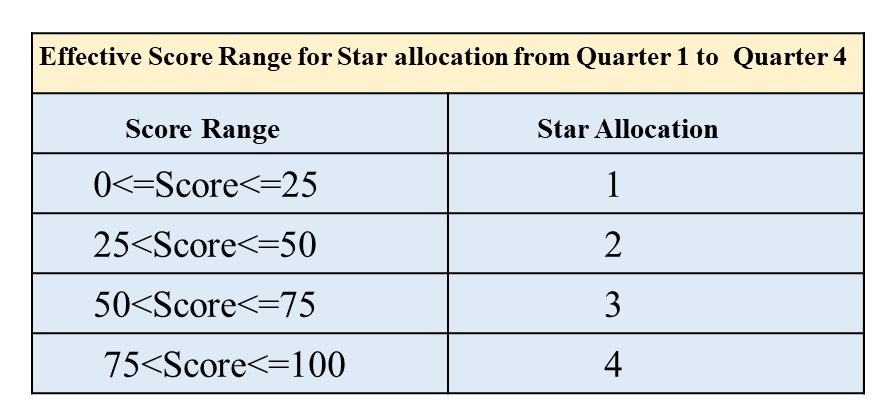 Effective Score Range for Star allocation from Quarter 1 to Quarter 4
Score Range Star Allocation
0<=Score<=25 1
25<Score<=50 2
50<Score<=75 3
75<Score<=100 4